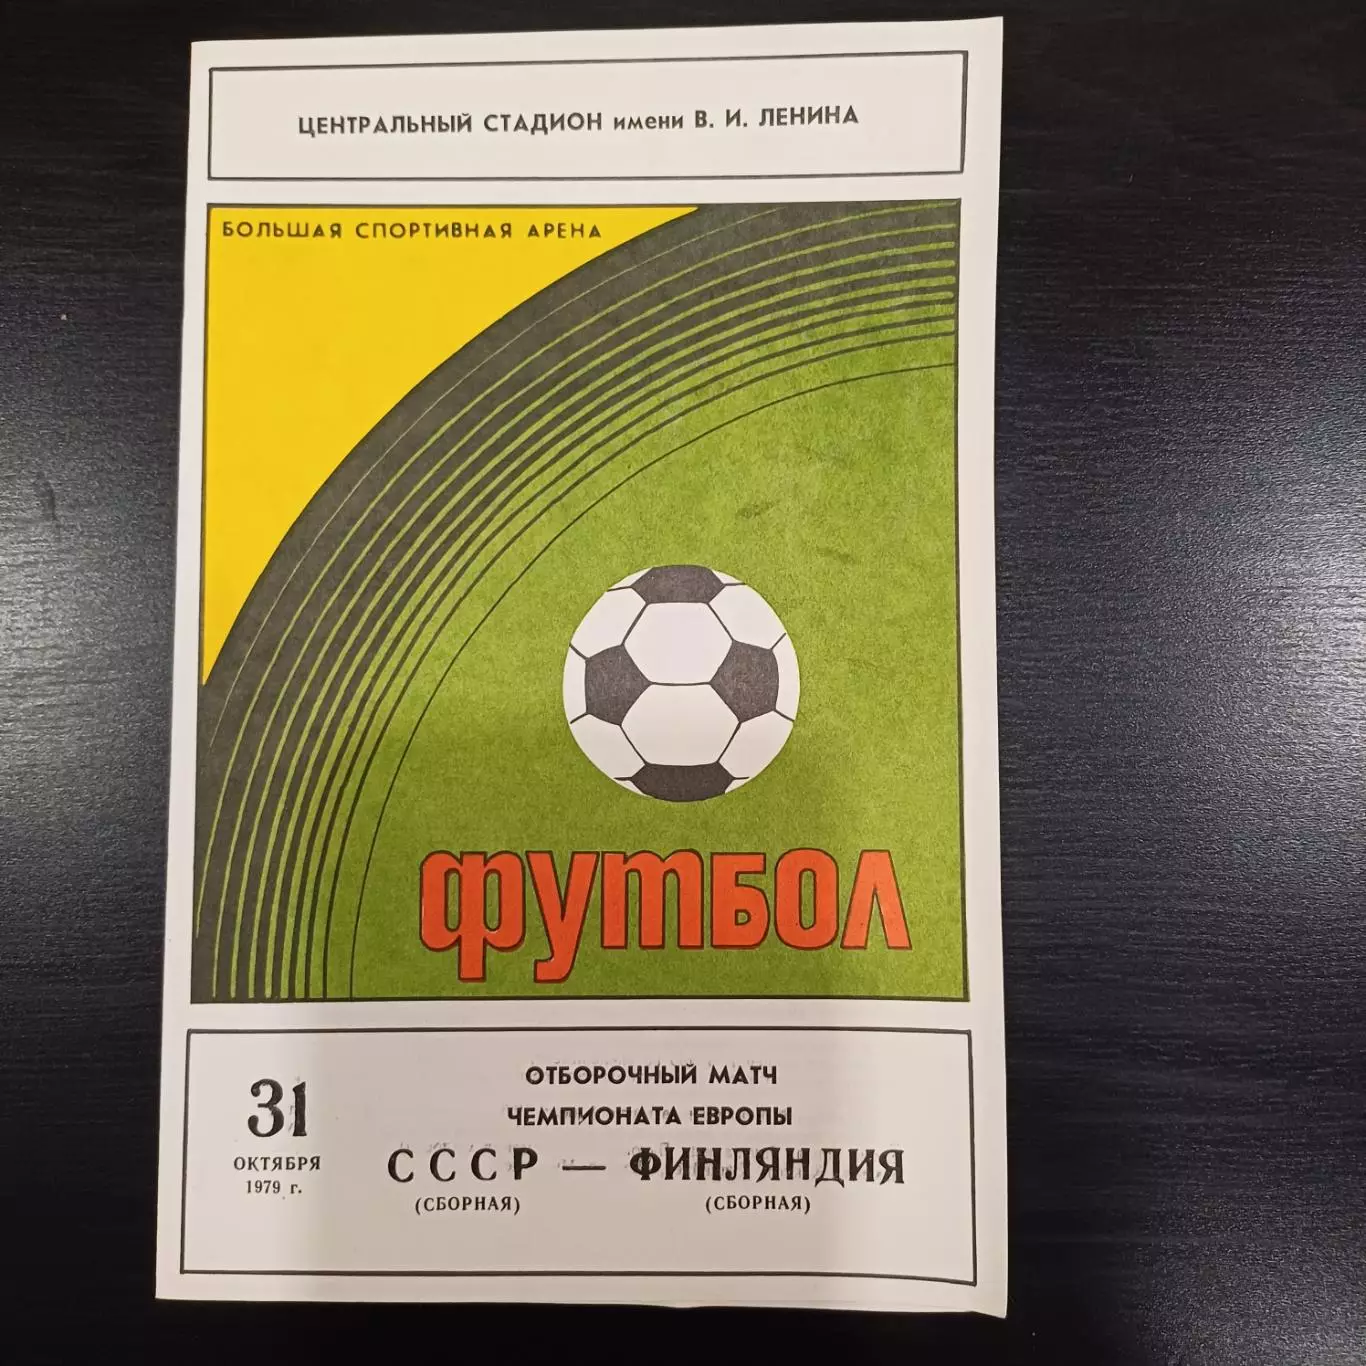 ЦЕНТРАЛЬНЫЙ СТАДИОН имени В. И. ЛЕНИНА
БОЛЬШАЯ СПОРТИВНАЯ АРЕНА
ФУТБОЛ
31
ОКТЯБРЯ
1979 г.
ОТБОРОЧНЫЙ МАТЧ
ЧЕМПИОНАТА ЕВРОПЫ
СССР — ФИНЛЯНДИЯ
(СБОРНАЯ) (СБОРНАЯ)